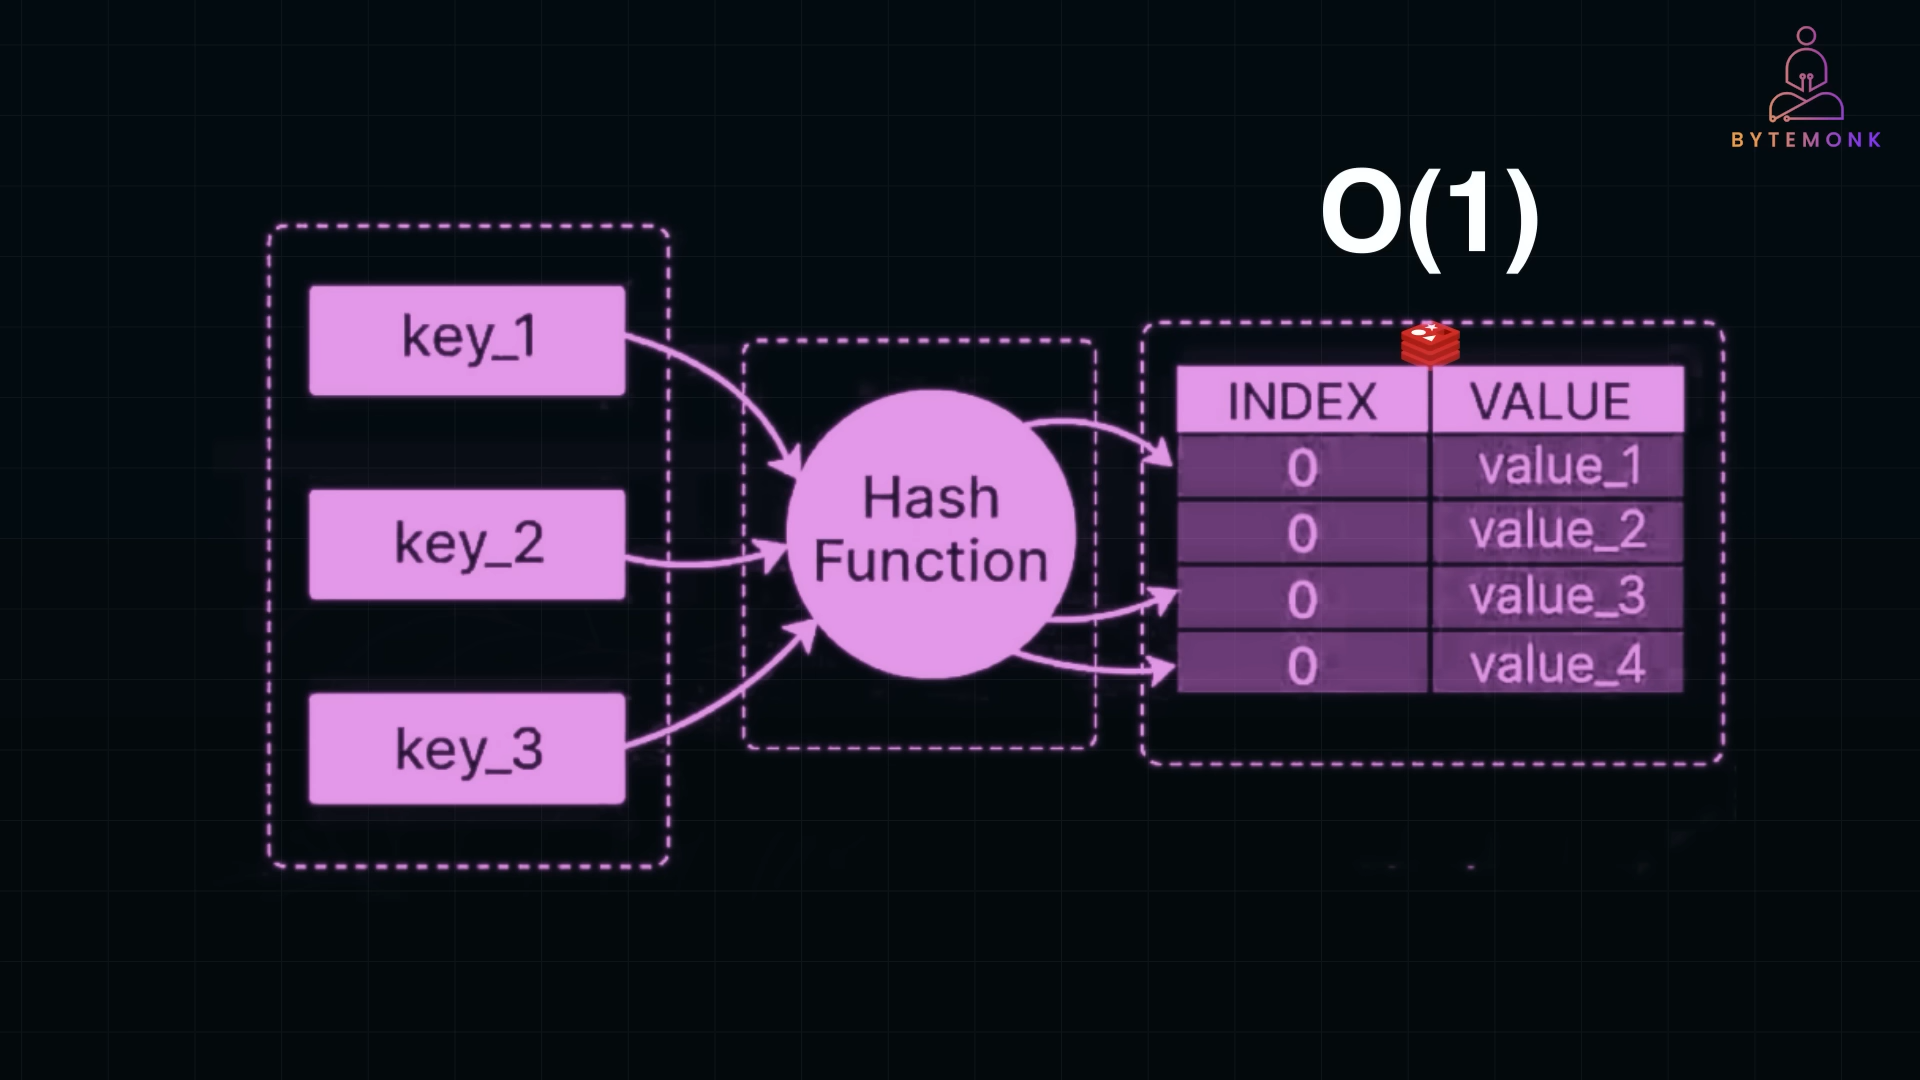 BYTEMONK
O(1)
key_1
key_2
key_3
Hash
Function
INDEX VALUE
0 value_1
0 value_2
0 value_3
0 value_4